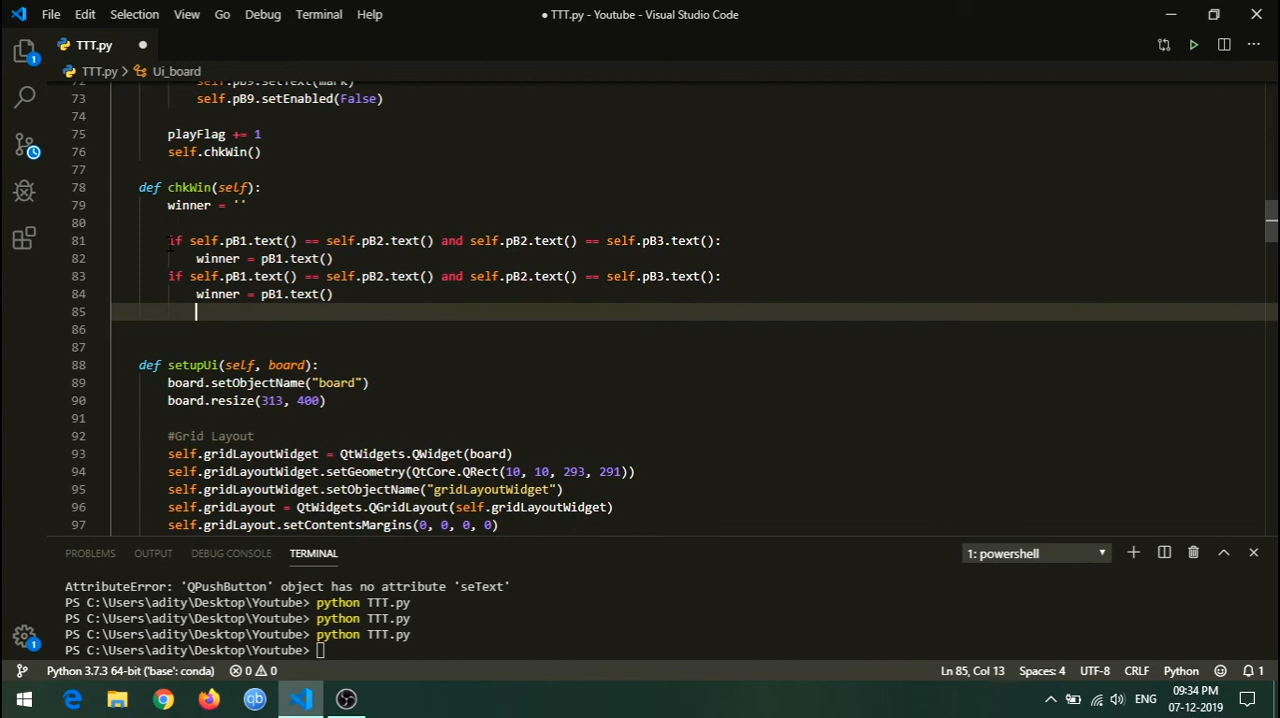 File Edit Selection View Go Debug Terminal Help ● TTT.py - Youtube - Visual Studio Code
TTT.py
TTT.py > Ui_board
72 self.pB9.setText(mark)
73 self.pB9.setEnabled(False)
74
75 playFlag += 1
76 self.chkWin()
77
78 def chkWin(self):
79 winner = ''
80
81 if self.pB1.text() == self.pB2.text() and self.pB2.text() == self.pB3.text():
82 winner = pB1.text()
83 if self.pB1.text() == self.pB2.text() and self.pB2.text() == self.pB3.text():
84 winner = pB1.text()
85
86
87
88 def setupUi(self, board):
89 board.setObjectName("board")
90 board.resize(313, 400)
91
92 #Grid Layout
93 self.gridLayoutWidget = QtWidgets.QWidget(board)
94 self.gridLayoutWidget.setGeometry(QtCore.QRect(10, 10, 293, 291))
95 self.gridLayoutWidget.setObjectName("gridLayoutWidget")
96 self.gridLayout = QtWidgets.QGridLayout(self.gridLayoutWidget)
97 self.gridLayout.setContentsMargins(0, 0, 0, 0)
PROBLEMS OUTPUT DEBUG CONSOLE TERMINAL 1: powershell
AttributeError: 'QPushButton' object has no attribute 'seText'
PS C:\Users\adity\Desktop\Youtube> python TTT.py
PS C:\Users\adity\Desktop\Youtube> python TTT.py
PS C:\Users\adity\Desktop\Youtube> python TTT.py
PS C:\Users\adity\Desktop\Youtube>
Python 3.7.3 64-bit ('base': conda) 0 0 Ln 85, Col 13 Spaces: 4 UTF-8 CRLF Python 1
ENG
09:34 PM
07-12-2019